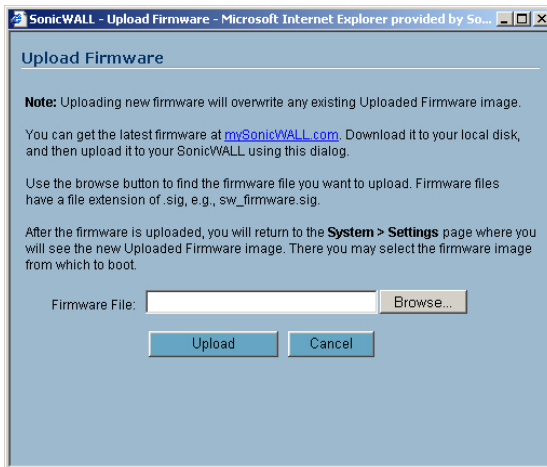 SonicWALL - Upload Firmware - Microsoft Internet Explorer provided by So...
Upload Firmware
Note: Uploading new firmware will overwrite any existing Uploaded Firmware image.
You can get the latest firmware at mySonicWALL.com. Download it to your local disk,
and then upload it to your SonicWALL using this dialog.
Use the browse button to find the firmware file you want to upload. Firmware files
have a file extension of .sig, e.g., sw_firmware.sig.
After the firmware is uploaded, you will return to the System > Settings page where you
will see the new Uploaded Firmware image. There you may select the firmware image
from which to boot.
Firmware File: Browse...
Upload Cancel